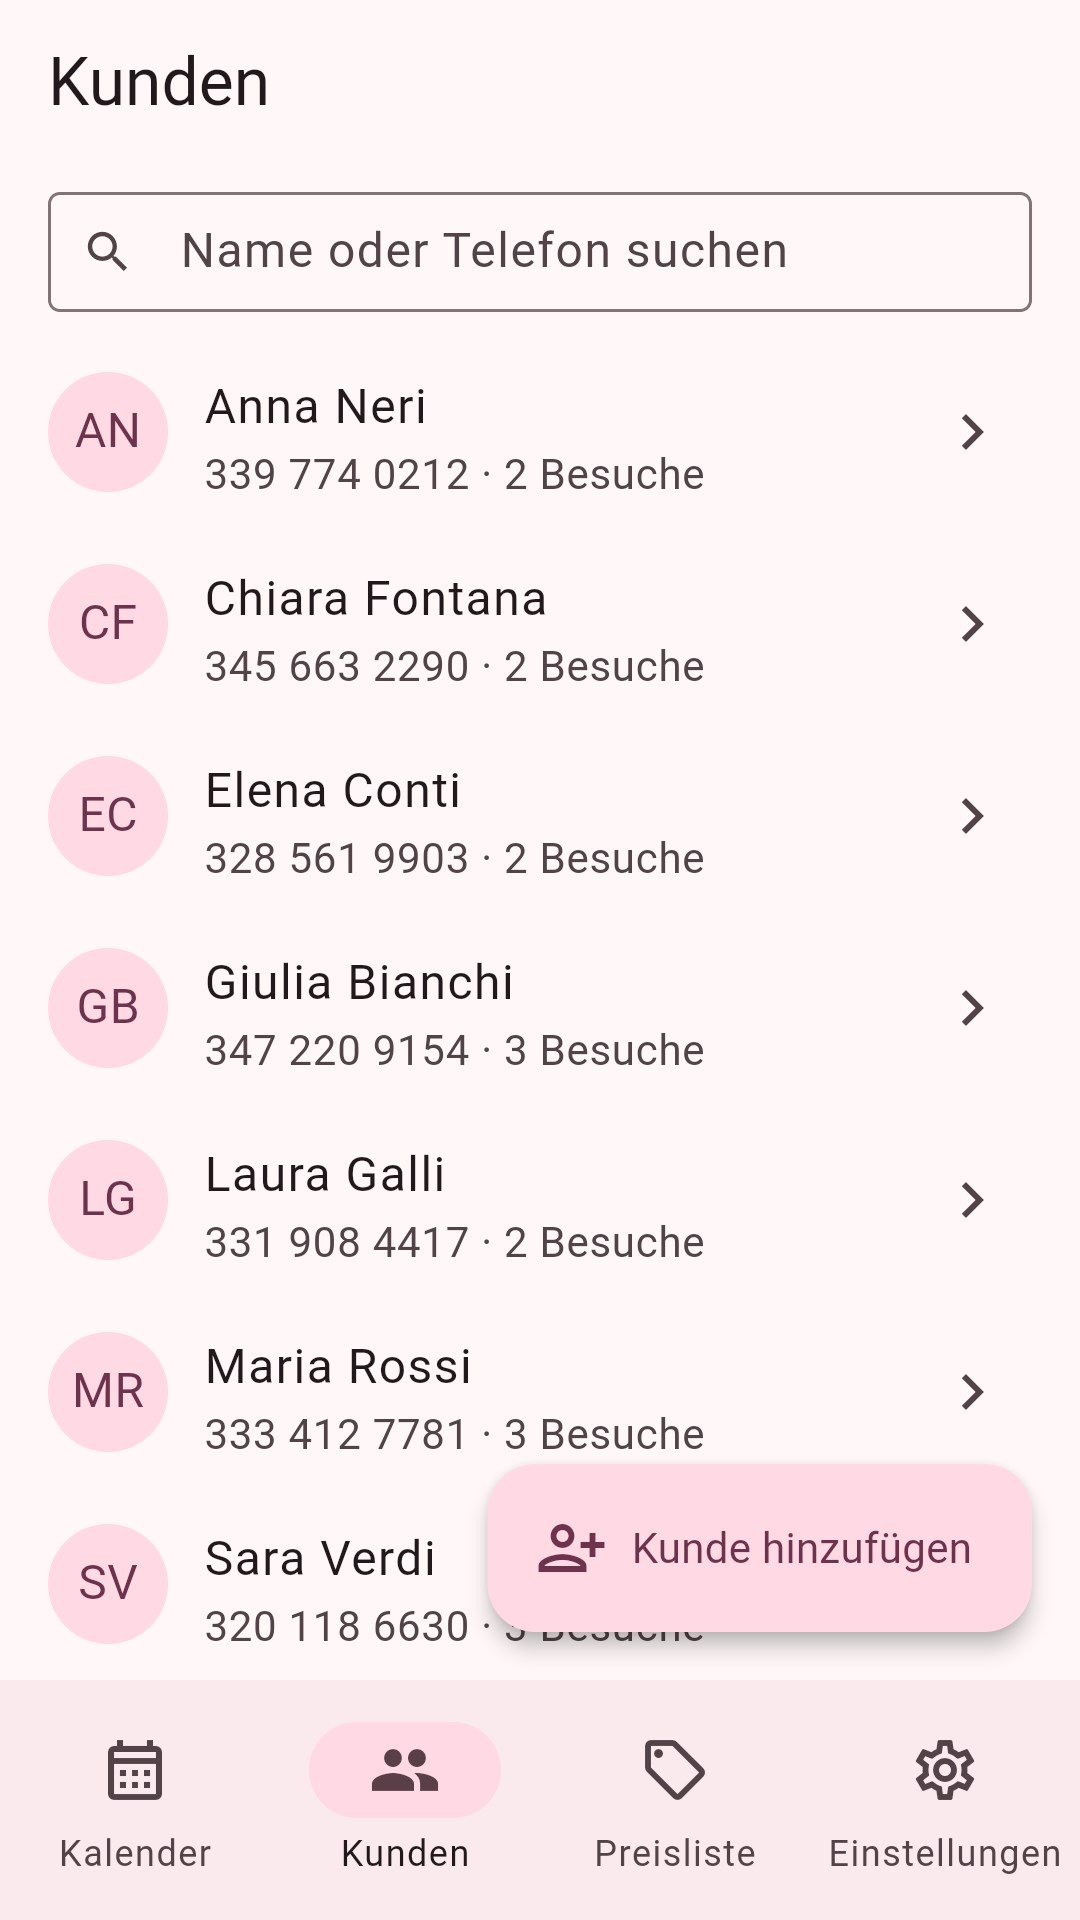 Kunden
Name oder Telefon suchen
AN
Anna Neri
339 774 0212 · 2 Besuche
CF
Chiara Fontana
345 663 2290 · 2 Besuche
EC
Elena Conti
328 561 9903 · 2 Besuche
GB
Giulia Bianchi
347 220 9154 · 3 Besuche
LG
Laura Galli
331 908 4417 · 2 Besuche
MR
Maria Rossi
333 412 7781 · 3 Besuche
SV
Sara Verdi
320 118 6630 ·
Kunde hinzufügen
Kalender
Kunden
Preisliste
Einstellungen